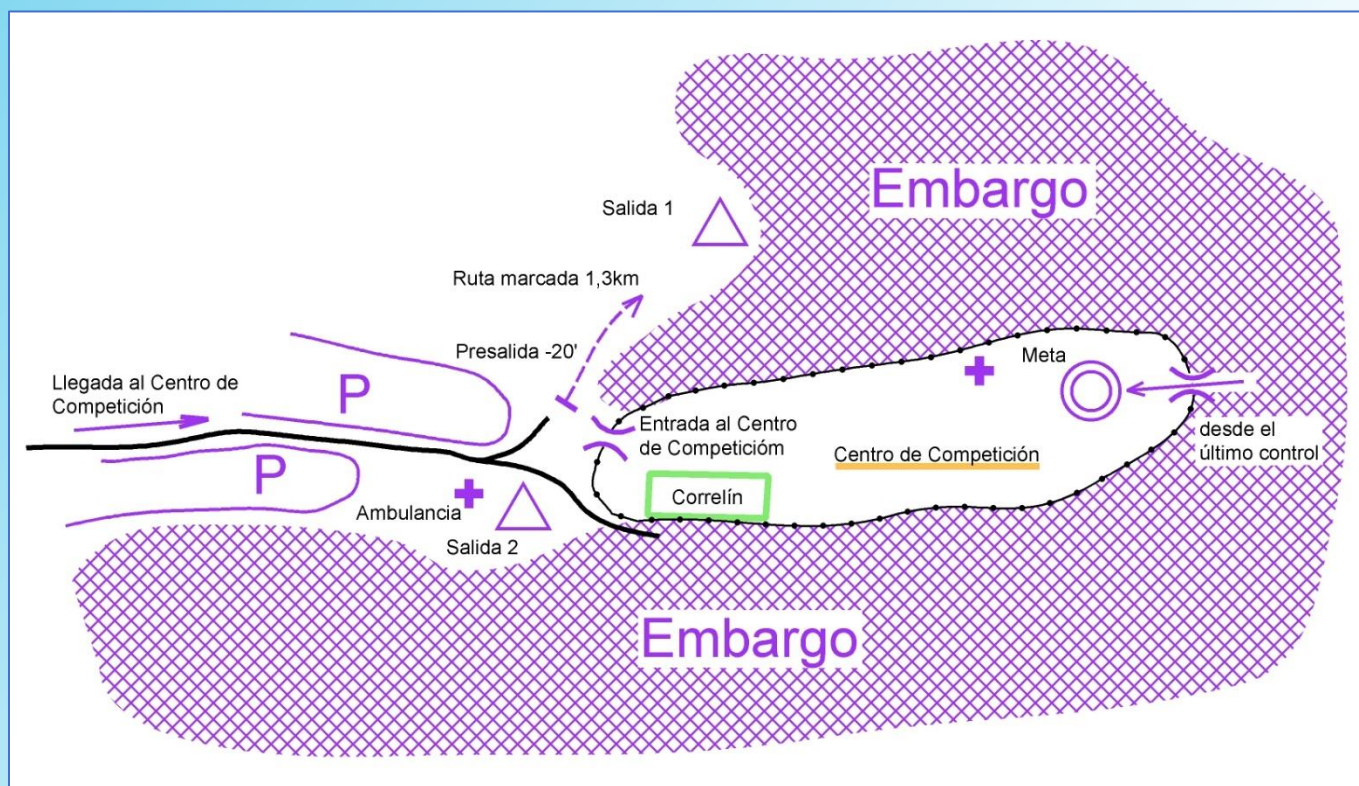 Embargo
Salida 1
Ruta marcada 1,3km
Presalida -20'
Meta
Llegada al Centro de
Competición
P
Entrada al Centro
de Competicióm
desde el
último control
Centro de Competición
P
Correlín
Ambulancia
Salida 2
Embargo